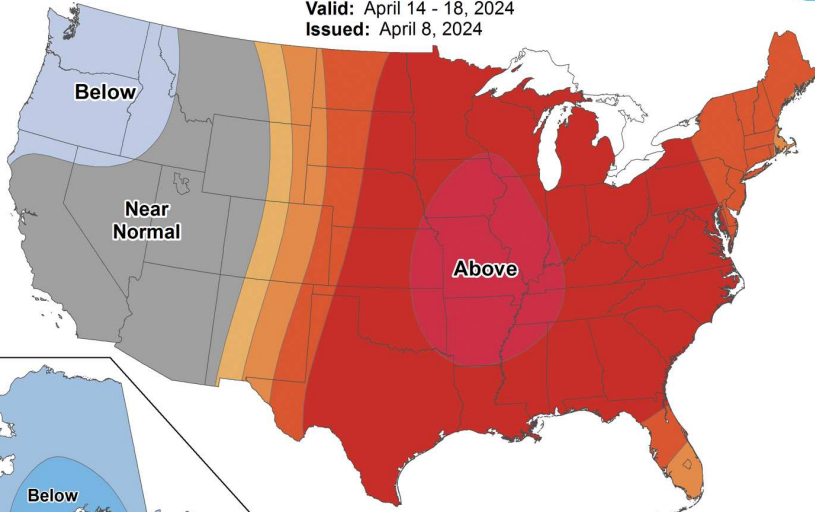 Valid: April 14 - 18, 2024
Issued: April 8, 2024
Below
Near
Normal
Above
Below